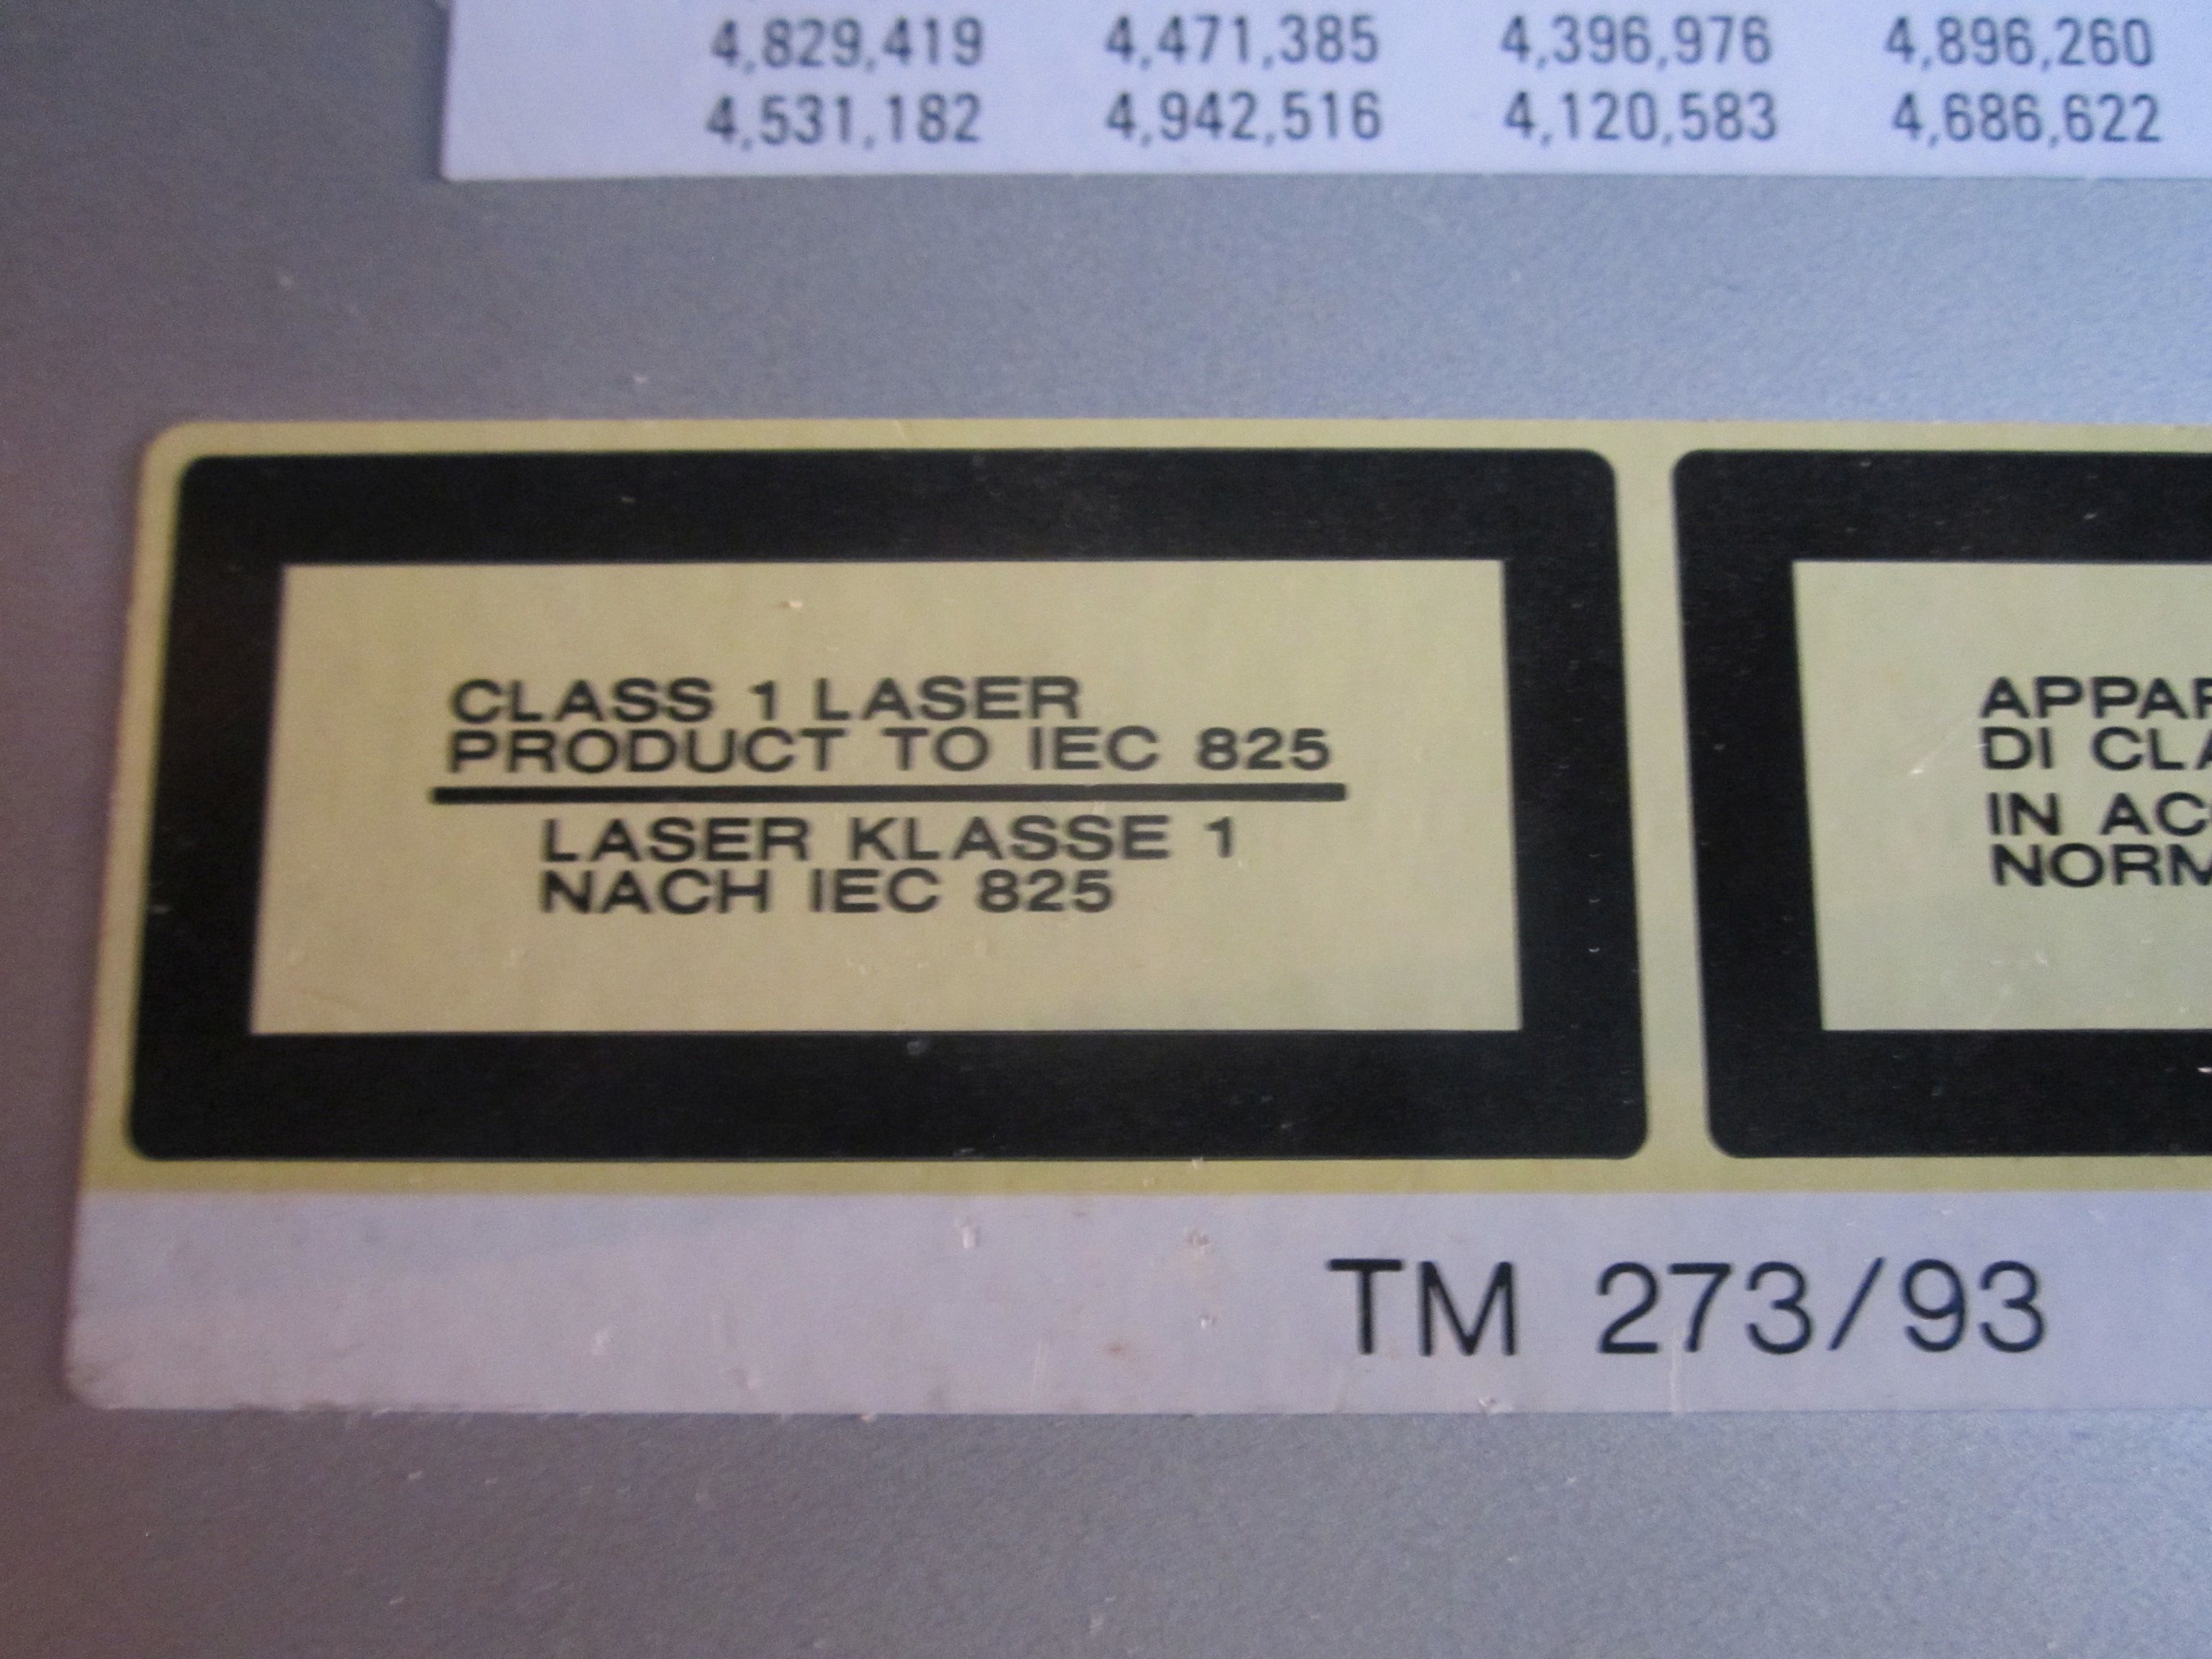 4,829,419 4,471,385 4,396,976 4,896,260
4,531,182 4,942,516 4,120,583 4,686,622
CLASS 1 LASER
PRODUCT TO IEC 825
LASER KLASSE 1
NACH IEC 825
DI
IN
TM 273/93